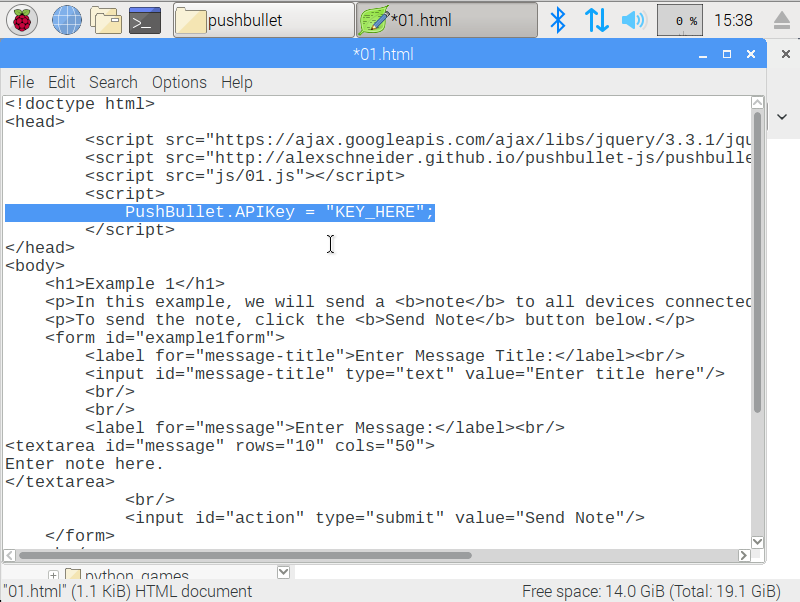 pushbullet
*01.html
0 %
15:38
*01.html
File Edit Search Options Help
<!doctype html>
<head>
<script src="https://ajax.googleapis.com/ajax/libs/jquery/3.3.1/jqu
<script src="http://alexschneider.github.io/pushbullet-js/pushbulle
<script src="js/01.js"></script>
<script>
PushBullet.APIKey = "KEY_HERE";
</script>
</head>
<body>
<h1>Example 1</h1>
<p>In this example, we will send a <b>note</b> to all devices connected
<p>To send the note, click the <b>Send Note</b> button below.</p>
<form id="example1form">
<label for="message-title">Enter Message Title:</label><br/>
<input id="message-title" type="text" value="Enter title here"/>
<br/>
<br/>
<label for="message">Enter Message:</label><br/>
<textarea id="message" rows="10" cols="50">
Enter note here.
</textarea>
<br/>
<input id="action" type="submit" value="Send Note"/>
</form>
python_games
"01.html" (1.1 KiB) HTML document
Free space: 14.0 GiB (Total: 19.1 GiB)